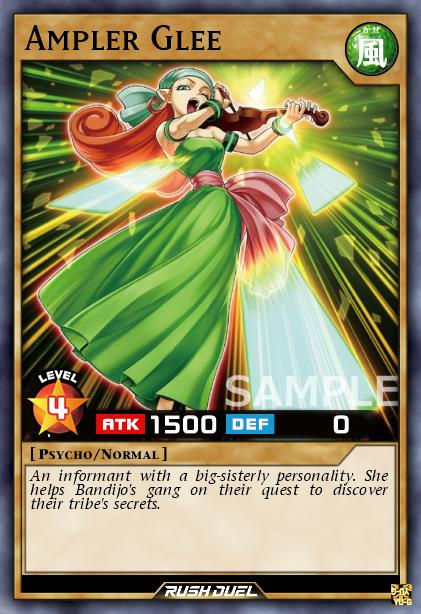 AMPLER GLEE
かぜ
風
LEVEL
4
ATK 1500 DEF 0
SAMPLE
[PSYCHO/NORMAL]
An informant with a big-sisterly personality. She
helps Bandijo's gang on their quest to discover
their tribe's secrets.
RUSH DUEL